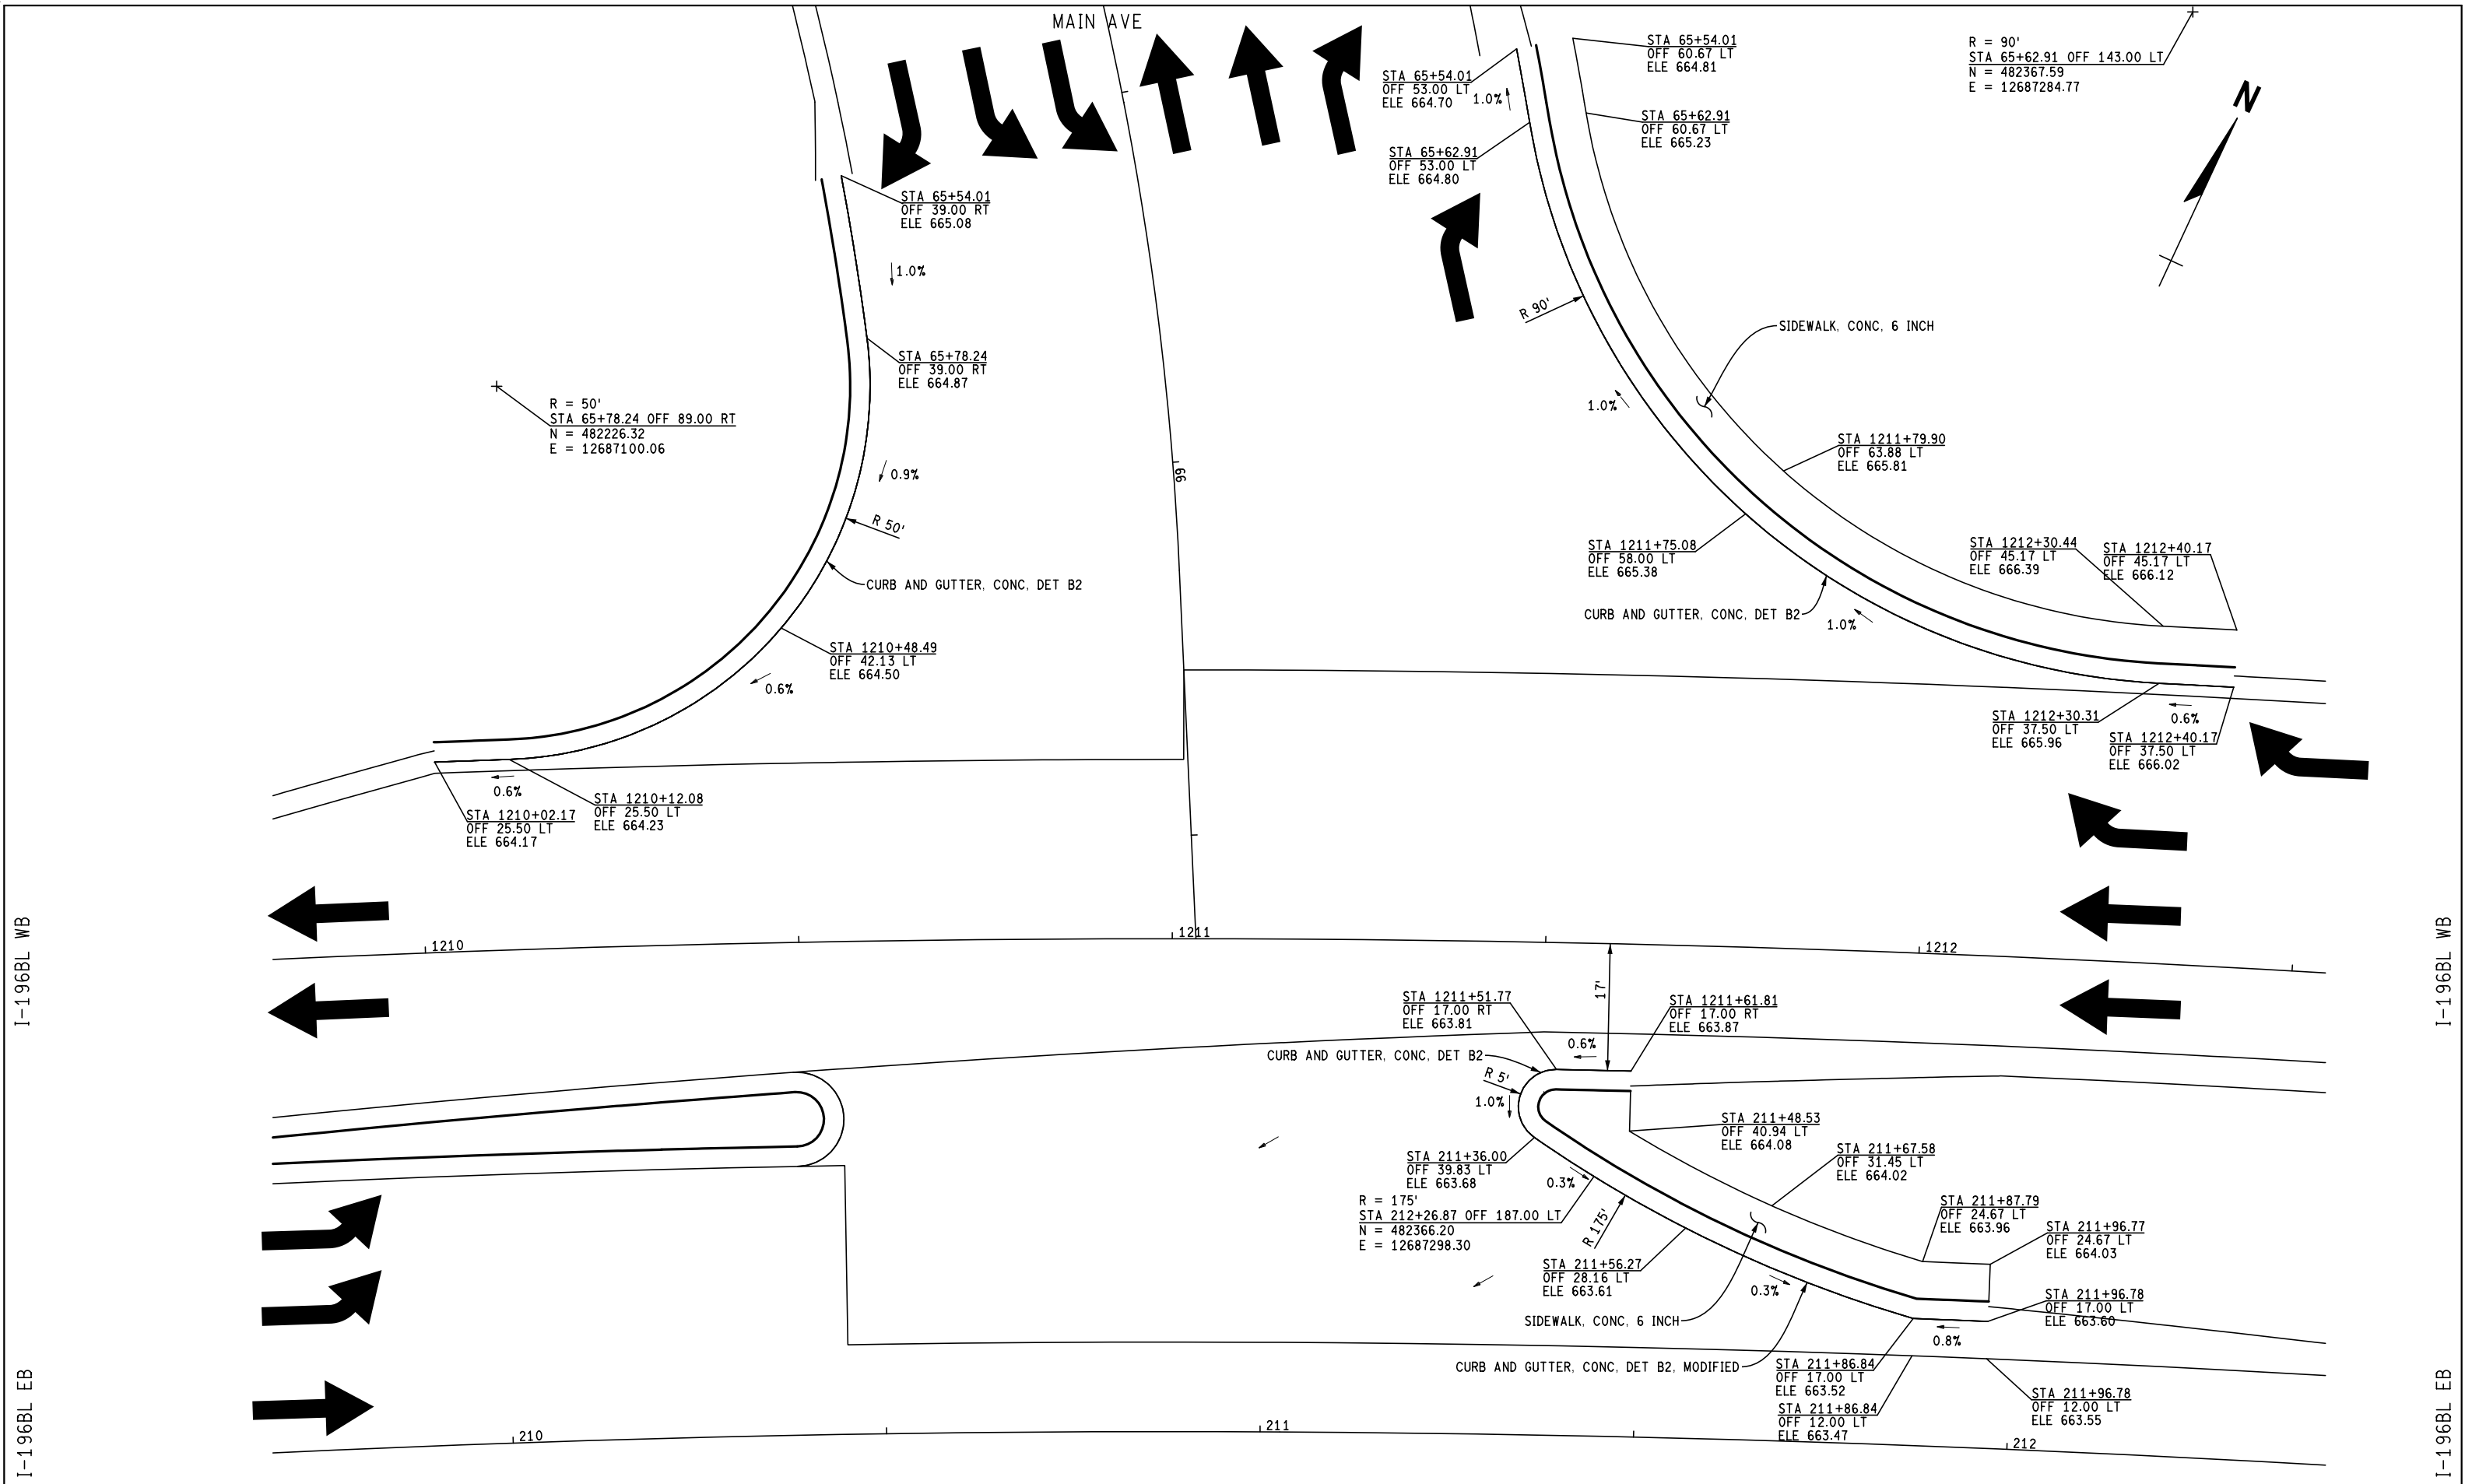 MAIN AVE
STA 65+54.01
OFF 60.67 LT
ELE 664.81
R = 90'
STA 65+62.91 OFF 143.00 LT
N = 482367.59
E = 12687284.77
N
STA 65+54.01
OFF 53.00 LT
ELE 664.70
1.0%
STA 65+62.91
OFF 60.67 LT
ELE 665.23
STA 65+62.91
OFF 53.00 LT
ELE 664.80
STA 65+54.01
OFF 39.00 RT
ELE 665.08
1.0%
R 90'
SIDEWALK, CONC, 6 INCH
STA 65+78.24
OFF 39.00 RT
ELE 664.87
R = 50'
STA 65+78.24 OFF 89.00 RT
N = 482226.32
E = 12687100.06
1.0%
STA 1211+79.90
OFF 63.88 LT
ELE 665.81
0.9%
66
R 50'
STA 1211+75.08
OFF 58.00 LT
ELE 665.38
STA 1212+30.44
OFF 45.17 LT
ELE 666.39
STA 1212+40.17
OFF 45.17 LT
ELE 666.12
CURB AND GUTTER, CONC, DET B2
CURB AND GUTTER, CONC, DET B2
1.0%
STA 1210+48.49
OFF 42.13 LT
ELE 664.50
0.6%
STA 1212+30.31
OFF 37.50 LT
ELE 665.96
0.6%
STA 1212+40.17
OFF 37.50 LT
ELE 666.02
0.6%
STA 1210+02.17
OFF 25.50 LT
ELE 664.17
STA 1210+12.08
OFF 25.50 LT
ELE 664.23
I-196BL WB
1210
1211
1212
I-196BL WB
17'
STA 1211+51.77
OFF 17.00 RT
ELE 663.81
STA 1211+61.81
OFF 17.00 RT
ELE 663.87
0.6%
CURB AND GUTTER, CONC, DET B2
R 5'
1.0%
STA 211+48.53
OFF 40.94 LT
ELE 664.08
STA 211+67.58
OFF 31.45 LT
ELE 664.02
STA 211+36.00
OFF 39.83 LT
ELE 663.68
0.3%
R = 175'
STA 212+26.87 OFF 187.00 LT
N = 482366.20
E = 12687298.30
R 175'
STA 211+87.79
OFF 24.67 LT
ELE 663.96
STA 211+96.77
OFF 24.67 LT
ELE 664.03
STA 211+56.27
OFF 28.16 LT
ELE 663.61
0.3%
STA 211+96.78
OFF 17.00 LT
ELE 663.60
SIDEWALK, CONC, 6 INCH
0.8%
CURB AND GUTTER, CONC, DET B2, MODIFIED
STA 211+86.84
OFF 17.00 LT
ELE 663.52
STA 211+96.78
OFF 12.00 LT
ELE 663.55
STA 211+86.84
OFF 12.00 LT
ELE 663.47
I-196BL EB
210
211
212
I-196BL EB